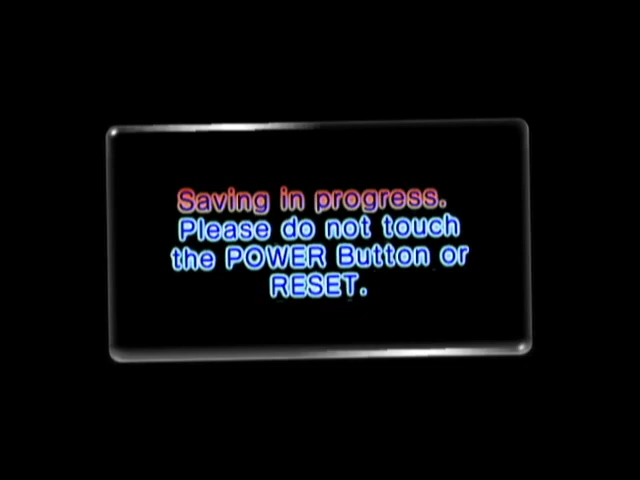 Saving in progress.
Please do not touch
the POWER Button or
RESET.